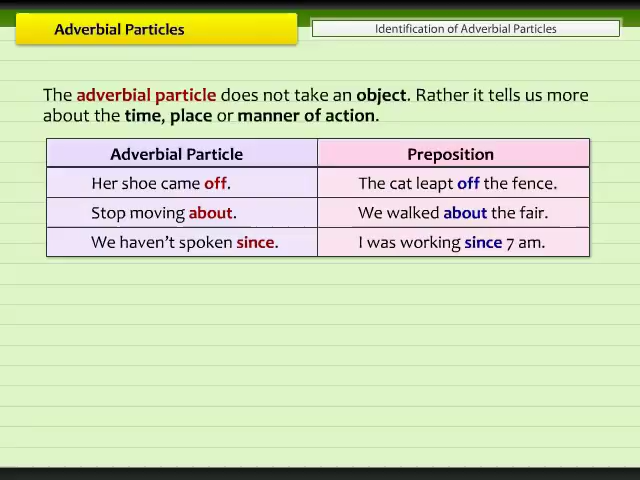 Adverbial Particles
Identification of Adverbial Particles
The adverbial particle does not take an object. Rather it tells us more
about the time, place or manner of action.
Adverbial Particle Preposition
Her shoe came off. The cat leapt off the fence.
Stop moving about. We walked about the fair.
We haven't spoken since. I was working since 7 am.